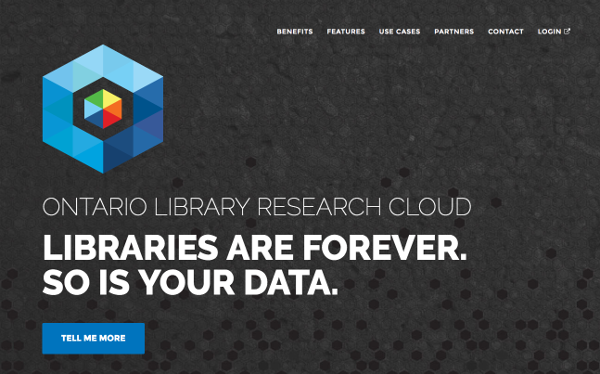 BENEFITS FEATURES USE CASES PARTNERS CONTACT LOGIN
ONTARIO LIBRARY RESEARCH CLOUD
LIBRARIES ARE FOREVER.
SO IS YOUR DATA.
TELL ME MORE